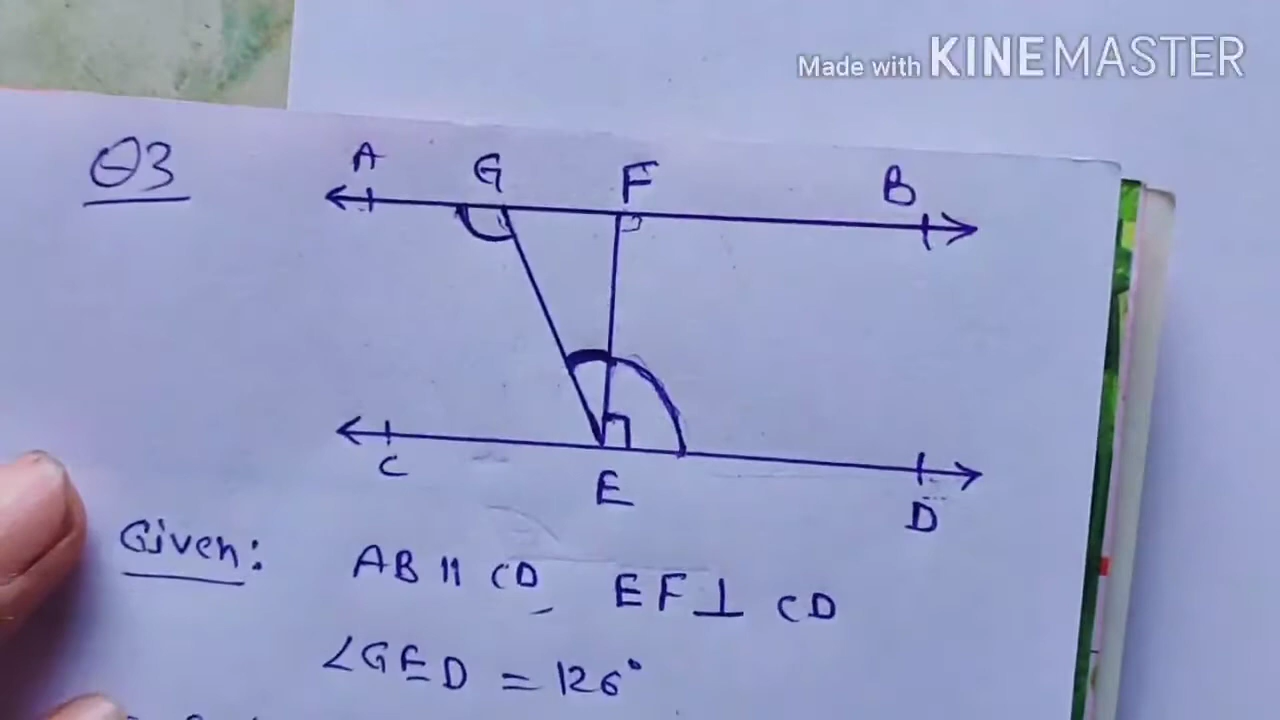 Made with KINEMASTER
Q3
A G F B
C E D
Given: AB || CD, EF ⊥ CD
∠GED = 126°